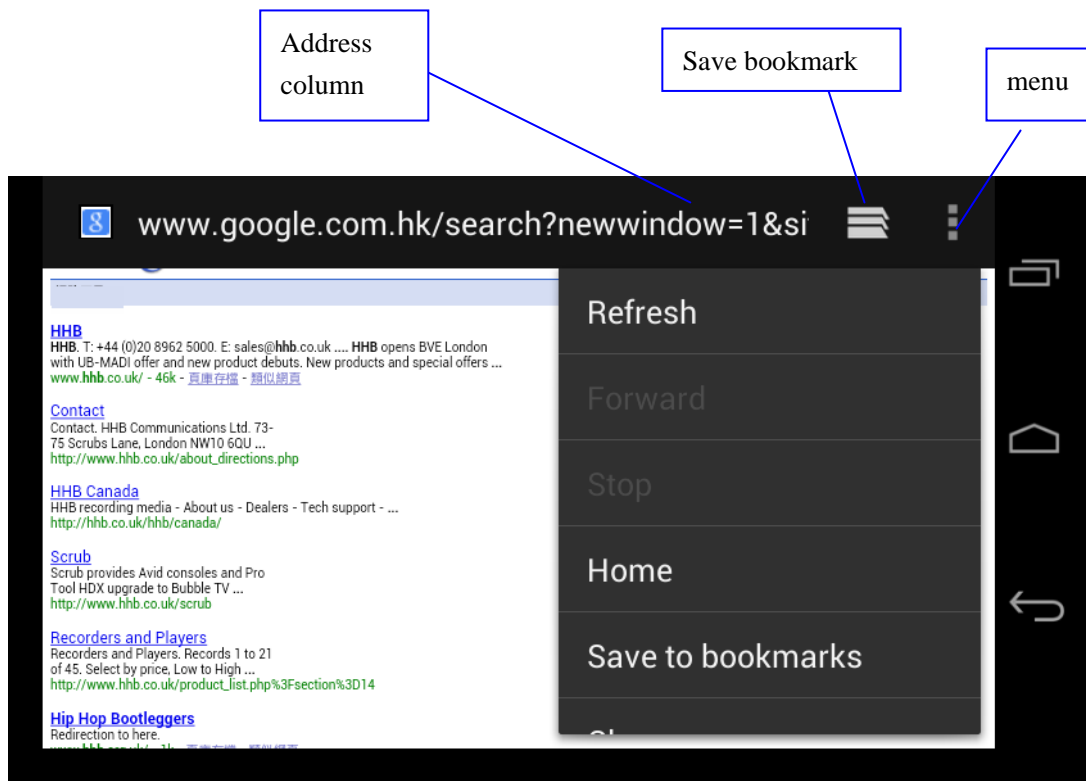 Address
column
Save bookmark
menu
8
www.google.com.hk/search?newwindow=1&si
HHB
HHB. T: +44 (0)20 8962 5000. E: sales@hhb.co.uk .... HHB opens BVE London
with UB-MADI offer and new product debuts. New products and special offers ...
www.hhb.co.uk/ - 46k - 頁庫存檔 - 類似網頁
Contact
Contact. HHB Communications Ltd. 73-
75 Scrubs Lane, London NW10 6QU ...
http://www.hhb.co.uk/about_directions.php
HHB Canada
HHB recording media - About us - Dealers - Tech support - ...
http://hhb.co.uk/hhb/canada/
Scrub
Scrub provides Avid consoles and Pro
Tool HDX upgrade to Bubble TV ...
http://www.hhb.co.uk/scrub
Recorders and Players
Recorders and Players. Records 1 to 21
of 45. Select by price, Low to High ...
http://www.hhb.co.uk/product_list.php%3Fsection%3D14
Hip Hop Bootleggers
Redirection to here.
Refresh
Forward
Stop
Home
Save to bookmarks